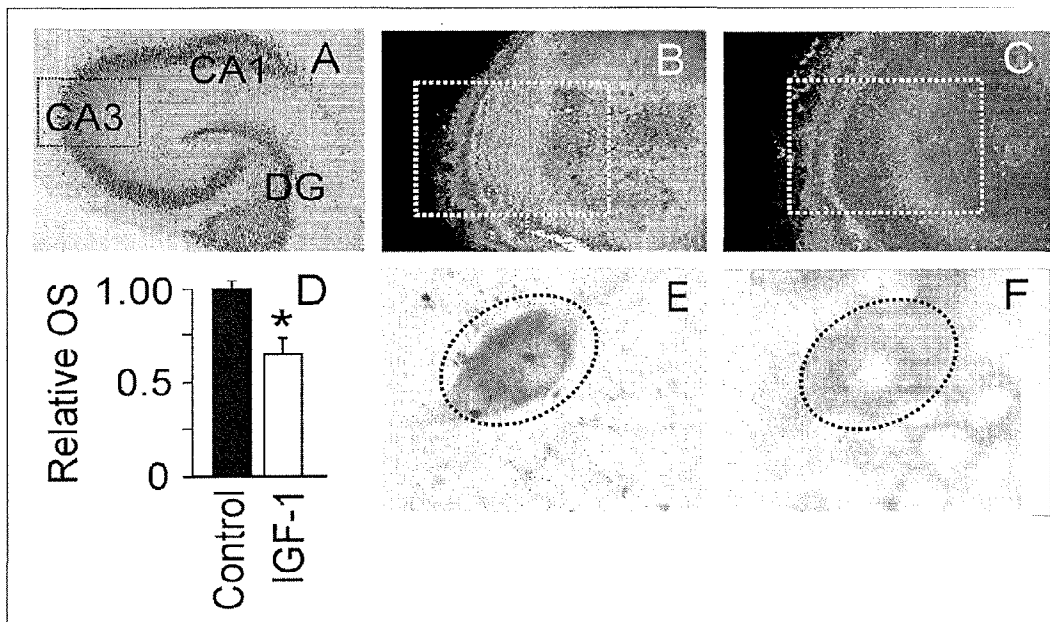 A
CA1
CA3
DG
B
C
D
Relative OS
1.00
0.5
0
*
Control
IGF-1
E
F